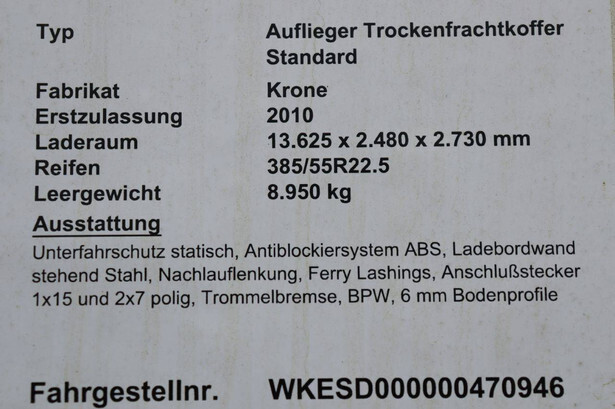 Typ Auflieger Trockenfrachtkoffer
Standard
Fabrikat Krone
Erstzulassung 2010
Laderaum 13.625 x 2.480 x 2.730 mm
Reifen 385/55R22.5
Leergewicht 8.950 kg
Ausstattung
Unterfahrschutz statisch, Antiblockiersystem ABS, Ladebordwand
stehend Stahl, Nachlauflenkung, Ferry Lashings, Anschlußstecker
1x15 und 2x7 polig, Trommelbremse, BPW, 6 mm Bodenprofile
Fahrgestellnr. WKESD000000470946